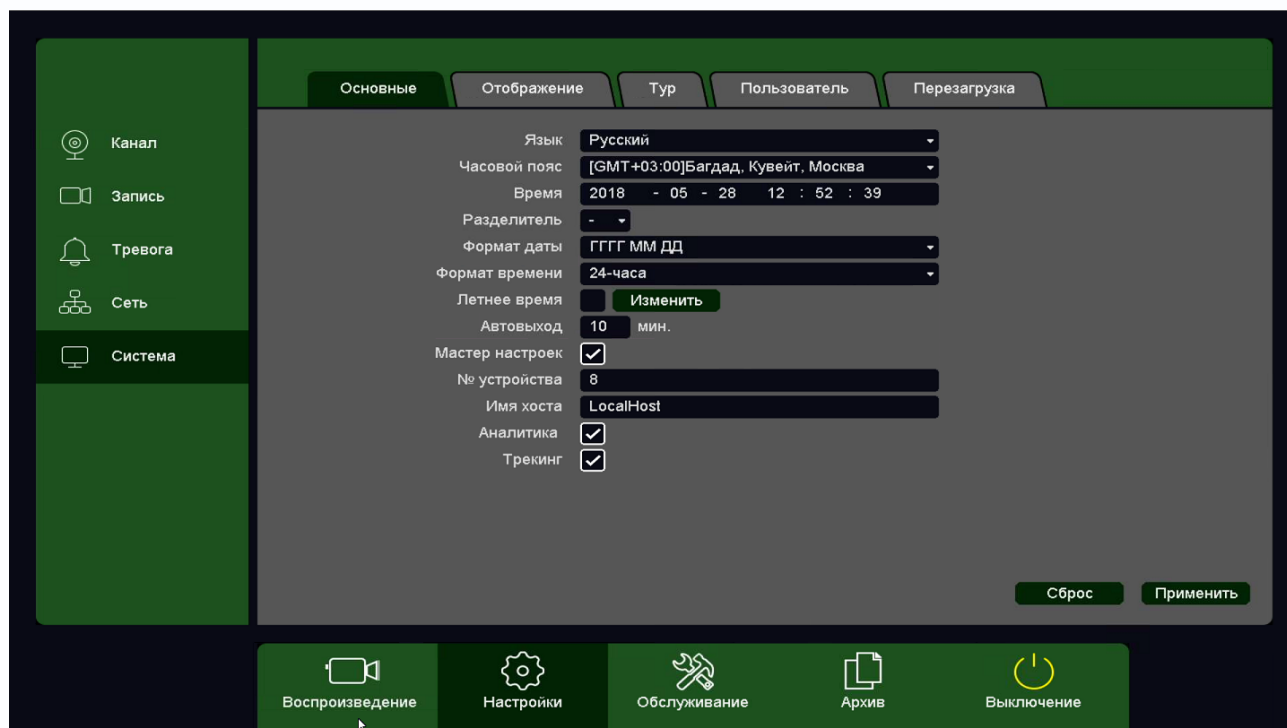 Основные Отображение Тур Пользователь Перезагрузка
Канал
Запись
Тревога
Сеть
Система
Язык Русский
Часовой пояс [GMT+03:00]Багдад, Кувейт, Москва
Время 2018 - 05 - 28 12 : 52 : 39
Разделитель -
Формат даты ГГГГ ММ ДД
Формат времени 24-часа
Летнее время Изменить
Автовыход 10 мин.
Мастер настроек
№ устройства 8
Имя хоста LocalHost
Аналитика
Трекинг
Сброс Применить
Воспроизведение Настройки Обслуживание Архив Выключение